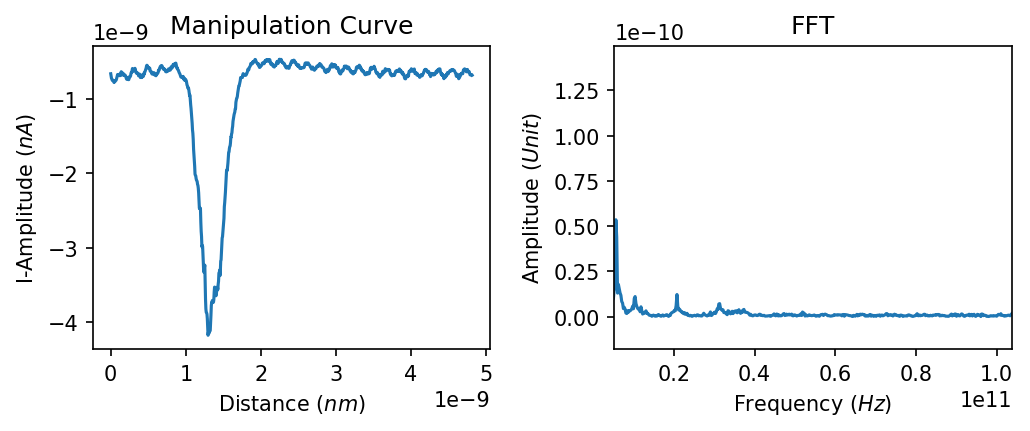 Manipulation Curve
1e−9
I-Amplitude (nA)
−1
−2
−3
−4
0 1 2 3 4 5
Distance (nm)
1e−9
FFT
1e−10
Amplitude (Unit)
1.25
1.00
0.75
0.50
0.25
0.00
0.2 0.4 0.6 0.8 1.0
Frequency (Hz)
1e11